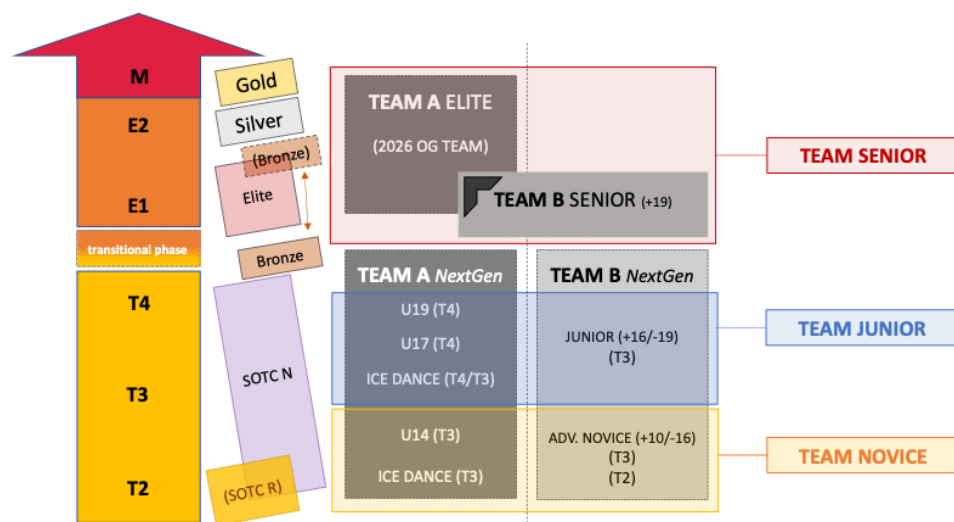 M
E2
E1
transitional phase
T4
T3
T2
Gold
Silver
(Bronze)
Elite
Bronze
SOTC N
(SOTC R)
TEAM A ELITE
(2026 OG TEAM)
TEAM B SENIOR (+19)
TEAM A NextGen
U19 (T4)
U17 (T4)
ICE DANCE (T4/T3)
U14 (T3)
ICE DANCE (T3)
TEAM B NextGen
JUNIOR (+16/-19)
(T3)
ADV. NOVICE (+10/-16)
(T3)
(T2)
TEAM SENIOR
TEAM JUNIOR
TEAM NOVICE